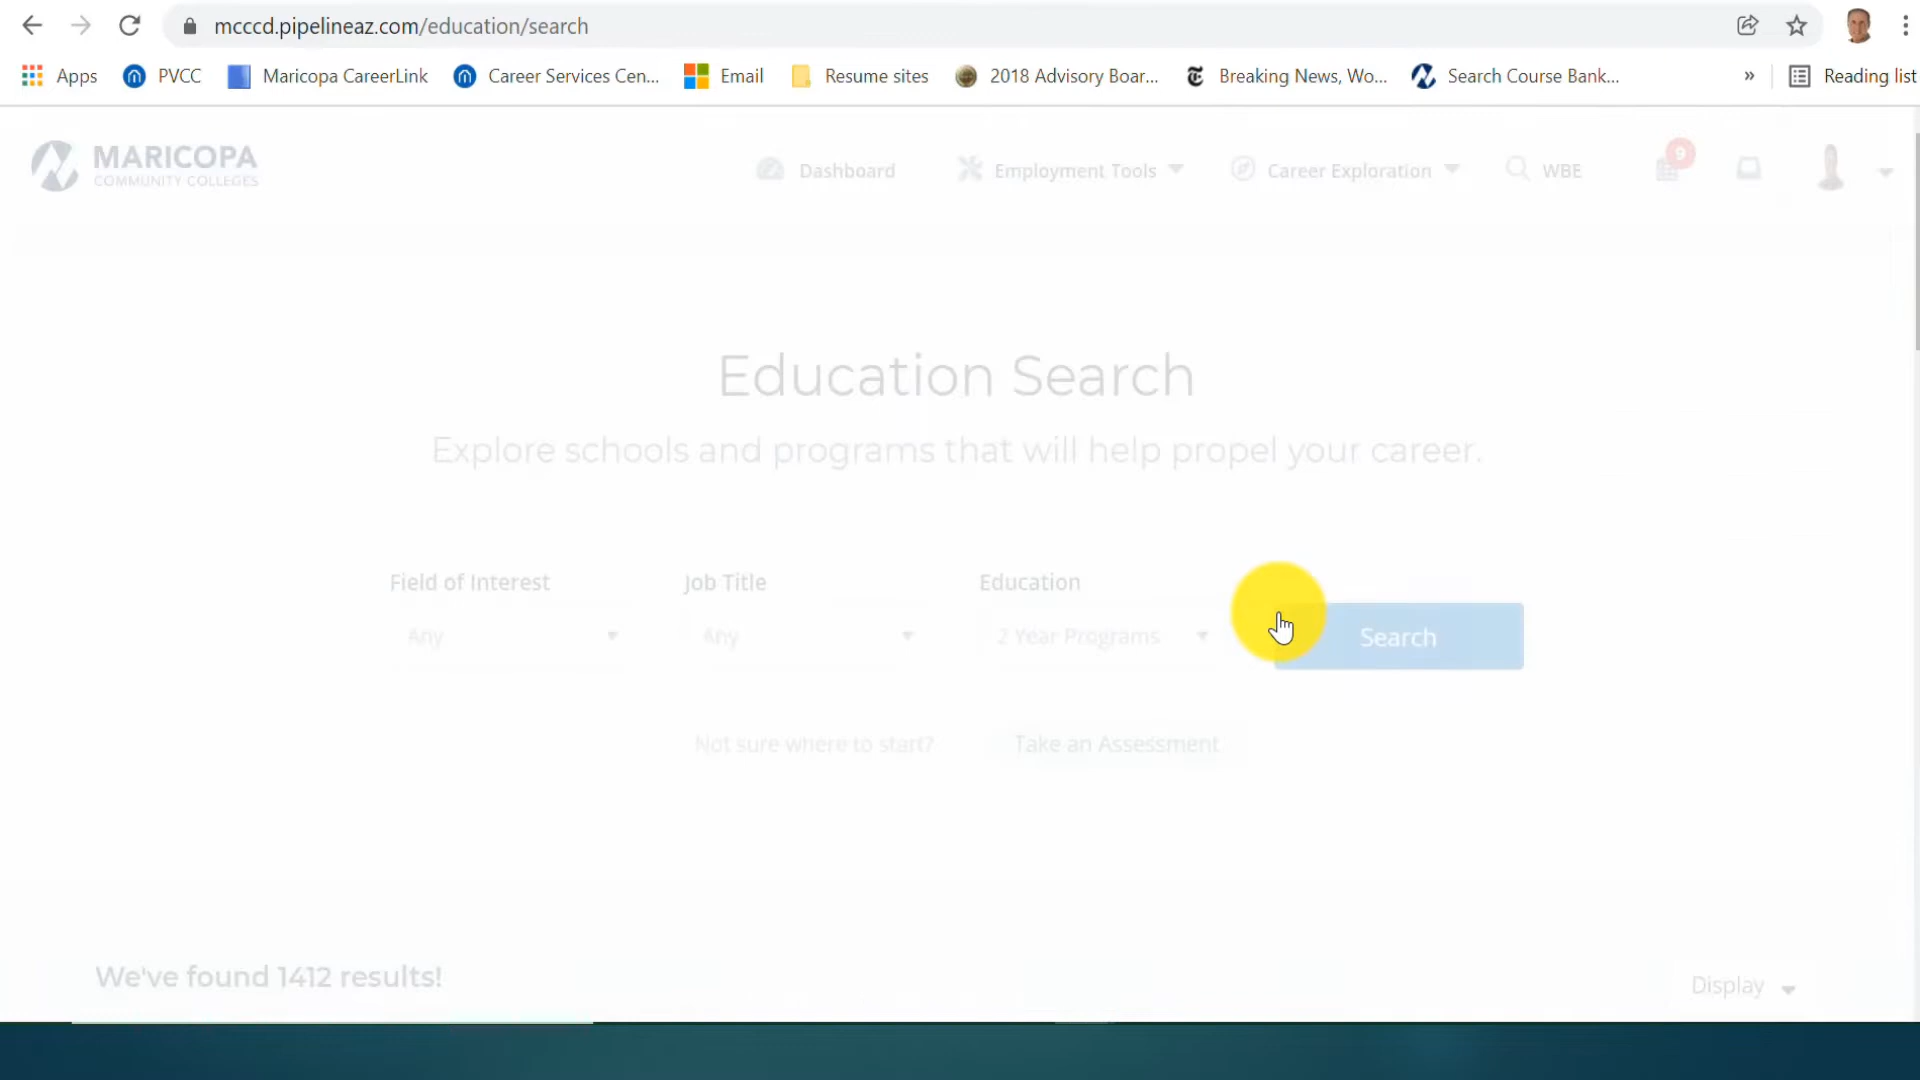 mcccd.pipelineaz.com/education/search
Apps PVCC Maricopa CareerLink Career Services Cen... Email Resume sites 2018 Advisory Boar... Breaking News, Wo... Search Course Bank... » Reading list
MARICOPA
COMMUNITY COLLEGES
Dashboard Employment Tools Career Exploration WBE 9
Education Search
Explore schools and programs that will help propel your career.
Field of Interest Job Title Education
Any Any 2 Year Programs Search
Not sure where to start? Take an Assessment
We've found 1412 results! Display